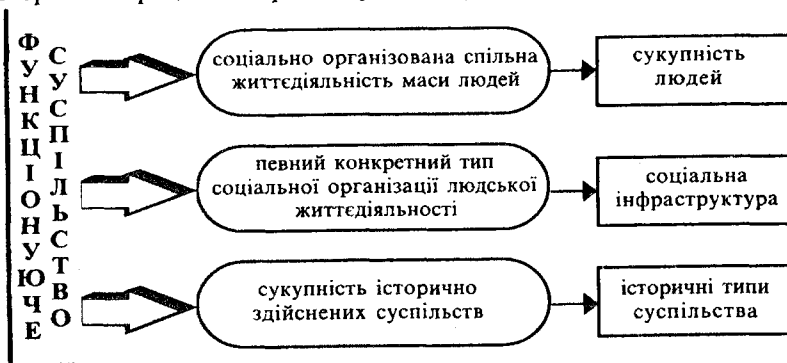 ФУНКЦІОНУЮЧЕ
СУСПІЛЬСТВО
соціально організована спільна
життєдіяльність маси людей
сукупність
людей
певний конкретний тип
соціальної організації людської
життєдіяльності
соціальна
інфраструктура
сукупність історично
здійснених суспільств
історичні типи
суспільства